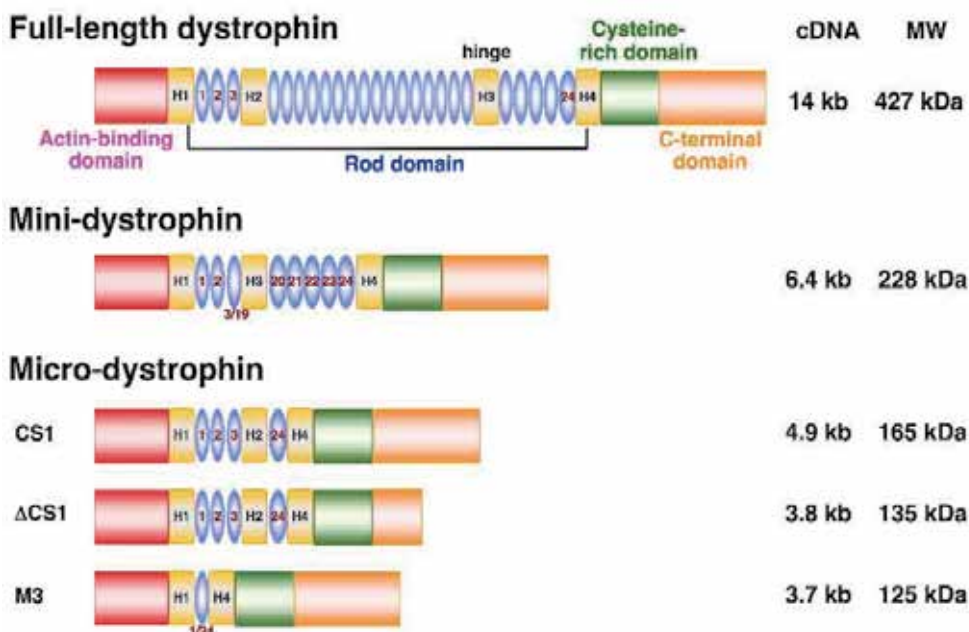 Full-length dystrophin
hinge
Cysteine-
rich domain
cDNA MW
H1 1 2 3 H2 H3 24 H4
14 kb 427 kDa
Actin-binding
domain
Rod domain
C-terminal
domain
Mini-dystrophin
H1 1 2 H3 20 21 22 23 24 H4
3/19
6.4 kb 228 kDa
Micro-dystrophin
CS1 H1 1 2 3 H2 24 H4 4.9 kb 165 kDa
ΔCS1 H1 1 2 3 H2 24 H4 3.8 kb 135 kDa
M3 H1 H4 3.7 kb 125 kDa
1/24